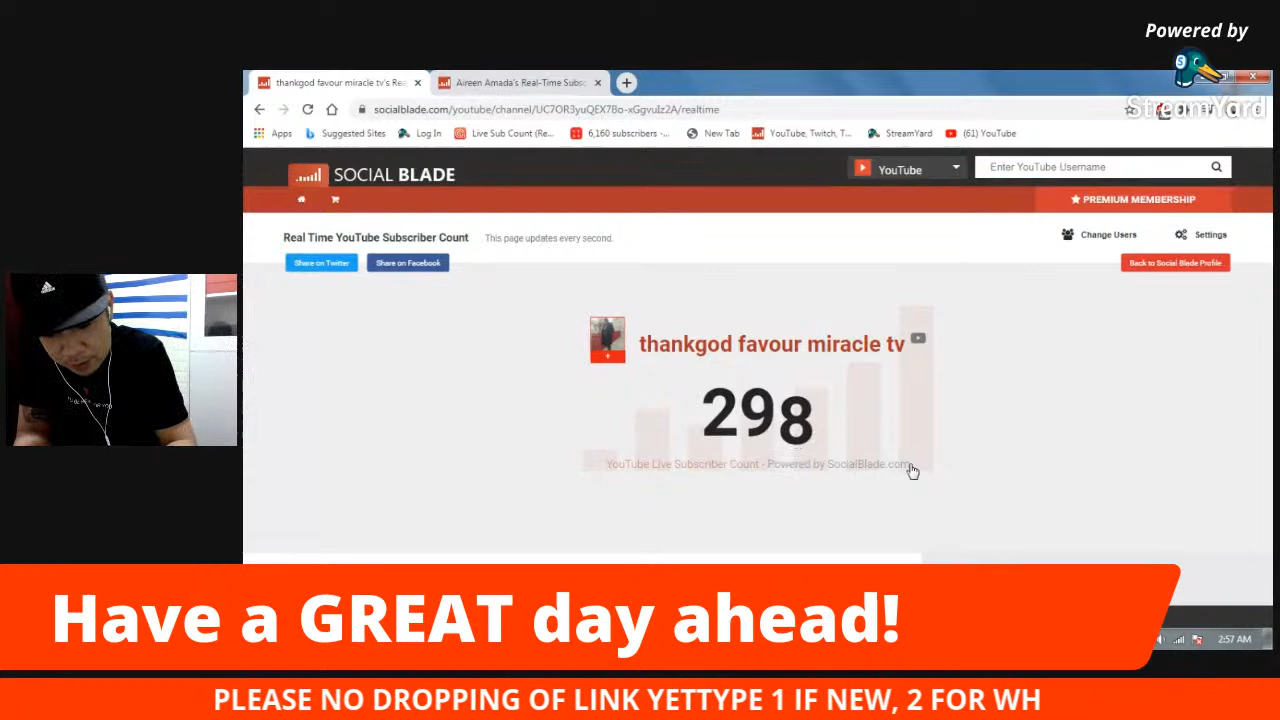 Powered by
StreamYard
thankgod favour miracle tv's Rea
Aireen Amada's Real-Time Subsc
socialblade.com/youtube/channel/UC7OR3yuQEX7Bo-xGgvuIz2A/realtime
Apps Suggested Sites Log In Live Sub Count (Re... 6,160 subscribers -... New Tab YouTube, Twitch, T... StreamYard (61) YouTube
SOCIAL BLADE
YouTube
Enter YouTube Username
PREMIUM MEMBERSHIP
Real Time YouTube Subscriber Count This page updates every second.
Change Users Settings
Share on Twitter Share on Facebook
Back to Social Blade Profile
thankgod favour miracle tv
298
YouTube Live Subscriber Count - Powered by SocialBlade.com
Have a GREAT day ahead!
2:57 AM
PLEASE NO DROPPING OF LINK YETTYPE 1 IF NEW, 2 FOR WH